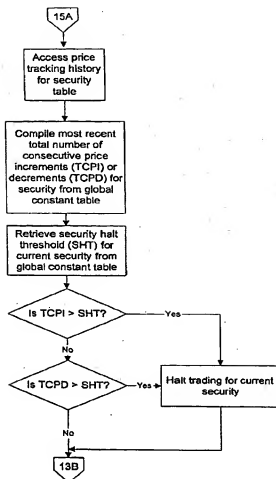 15A
Access price
tracking history
for security
table
Compile most recent
total number of
consecutive price
increments (TCPI) or
decrements (TCPD) for
security from global
constant table
Retrieve security halt
threshold (SHT) for
current security from
global constant table
Is TCPI > SHT?
Yes
No
Is TCPD > SHT?
Yes
Halt trading for current
security
No
13B